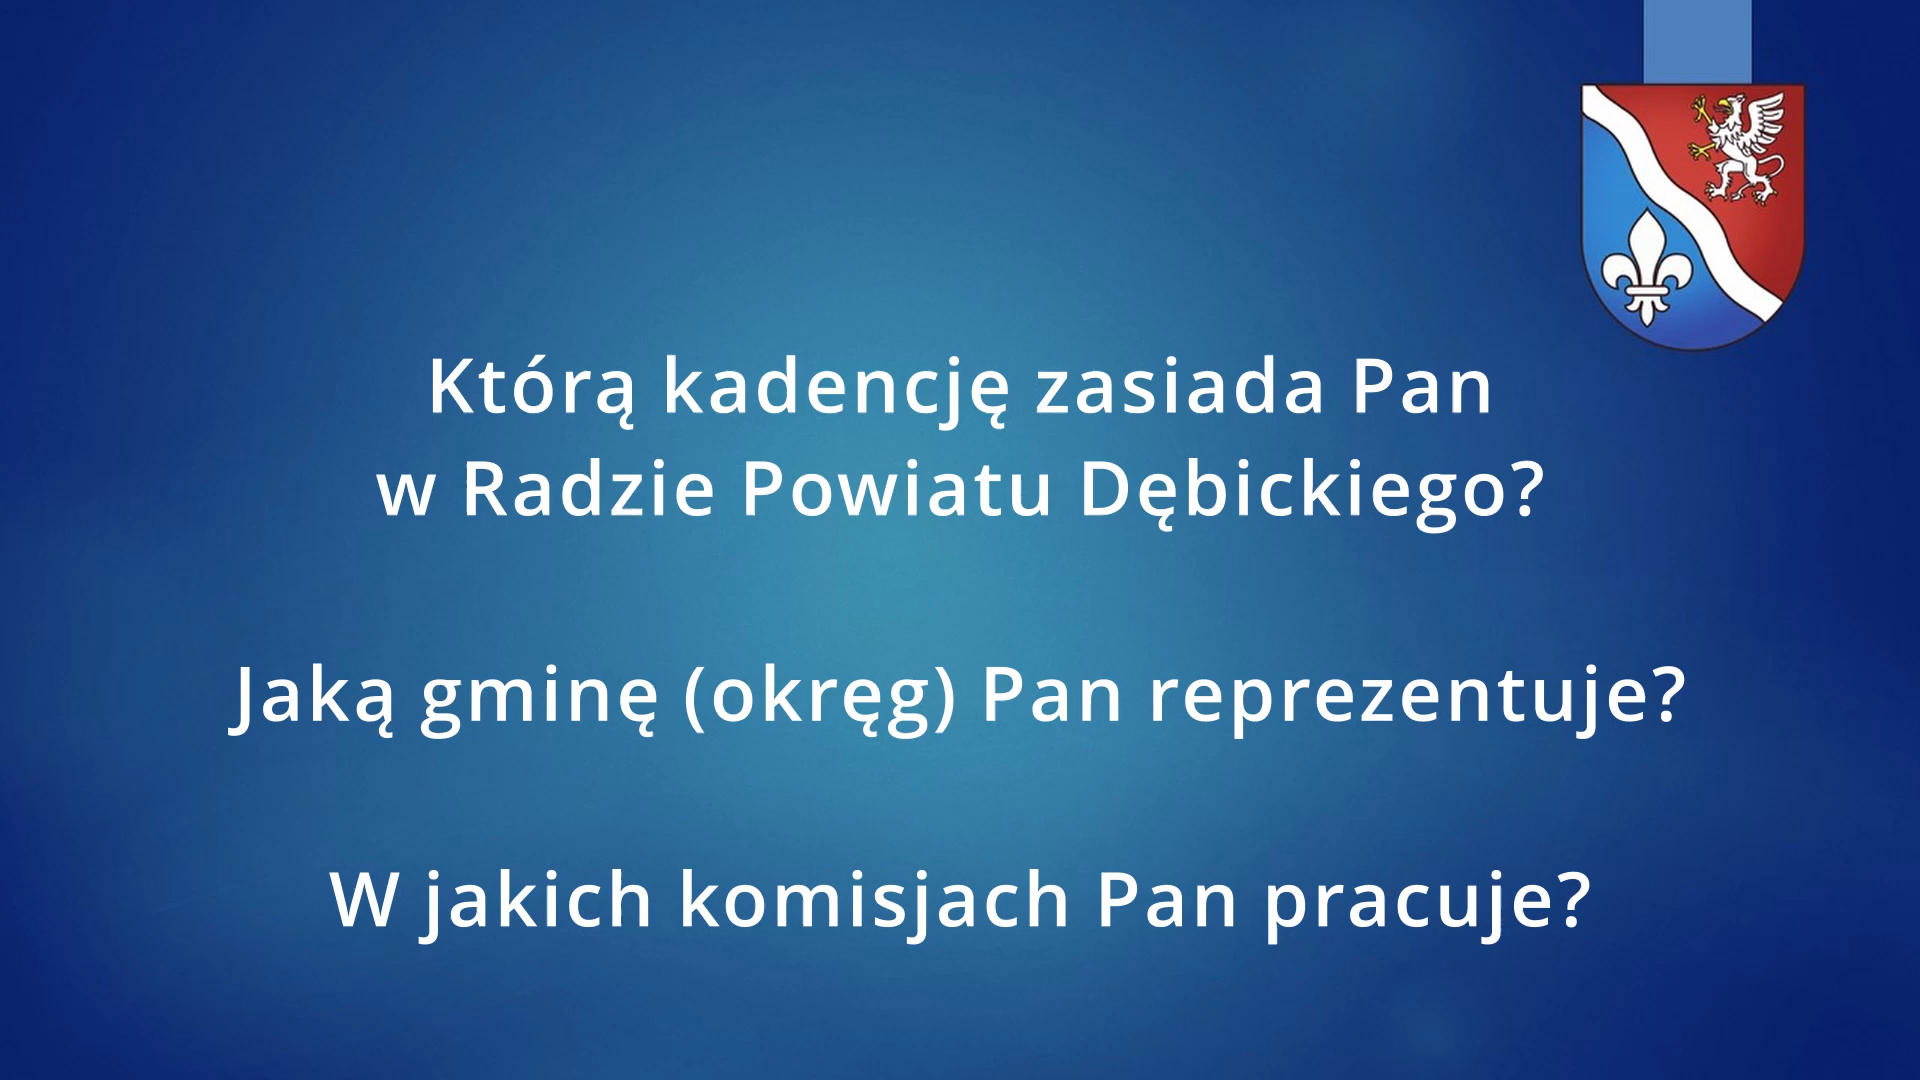 Którą kadencję zasiada Pan
w Radzie Powiatu Dębickiego?
Jaką gminę (okręg) Pan reprezentuje?
W jakich komisjach Pan pracuje?